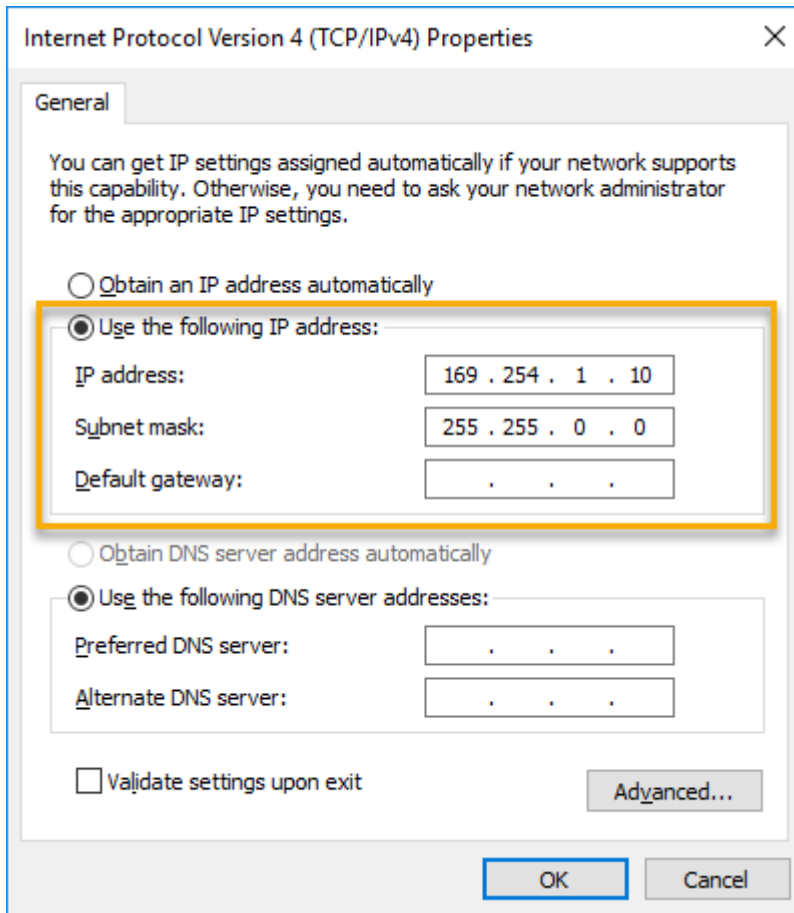 Internet Protocol Version 4 (TCP/IPv4) Properties
General
You can get IP settings assigned automatically if your network supports
this capability. Otherwise, you need to ask your network administrator
for the appropriate IP settings.
Obtain an IP address automatically
Use the following IP address:
IP address: 169 . 254 . 1 . 10
Subnet mask: 255 . 255 . 0 . 0
Default gateway: . . .
Obtain DNS server address automatically
Use the following DNS server addresses:
Preferred DNS server: . . .
Alternate DNS server: . . .
Validate settings upon exit
Advanced...
OK Cancel